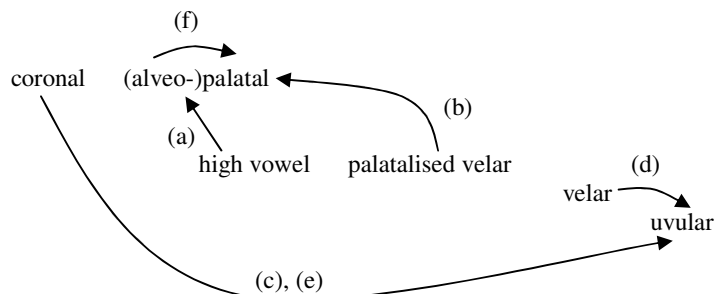 (f)
coronal (alveo-)palatal
(b)
(a)
high vowel palatalised velar
(d)
velar
uvular
(c), (e)